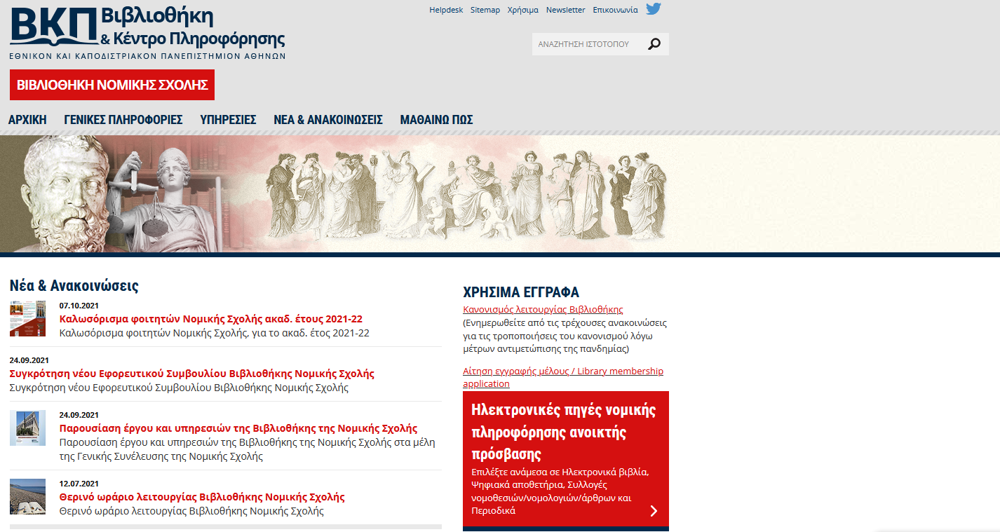 ΒΚΠ Βιβλιοθήκη
& Κέντρο Πληροφόρησης
ΕΘΝΙΚΟΝ ΚΑΙ ΚΑΠΟΔΙΣΤΡΙΑΚΟΝ ΠΑΝΕΠΙΣΤΗΜΙΟΝ ΑΘΗΝΩΝ
Helpdesk Sitemap Χρήσιμα Newsletter Επικοινωνία
ΑΝΑΖΗΤΗΣΗ ΙΣΤΟΤΟΠΟΥ
ΒΙΒΛΙΟΘΗΚΗ ΝΟΜΙΚΗΣ ΣΧΟΛΗΣ
ΑΡΧΙΚΗ ΓΕΝΙΚΕΣ ΠΛΗΡΟΦΟΡΙΕΣ ΥΠΗΡΕΣΙΕΣ ΝΕΑ & ΑΝΑΚΟΙΝΩΣΕΙΣ ΜΑΘΑΙΝΩ ΠΩΣ
Νέα & Ανακοινώσεις
07.10.2021
Καλωσόρισμα φοιτητών Νομικής Σχολής ακαδ. έτους 2021-22
Καλωσόρισμα φοιτητών Νομικής Σχολής, για το ακαδ. έτος 2021-22
24.09.2021
Συγκρότηση νέου Εφορευτικού Συμβουλίου Βιβλιοθήκης Νομικής Σχολής
Συγκρότηση νέου Εφορευτικού Συμβουλίου Βιβλιοθήκης Νομικής Σχολής
24.09.2021
Παρουσίαση έργου και υπηρεσιών της Βιβλιοθήκης της Νομικής Σχολής
Παρουσίαση έργου και υπηρεσιών της Βιβλιοθήκης της Νομικής Σχολής στα μέλη
της Γενικής Συνέλευσης της Νομικής Σχολής
12.07.2021
Θερινό ωράριο λειτουργίας Βιβλιοθήκης Νομικής Σχολής
Θερινό ωράριο λειτουργίας Βιβλιοθήκης Νομικής Σχολής
ΧΡΗΣΙΜΑ ΕΓΓΡΑΦΑ
Κανονισμός λειτουργίας Βιβλιοθήκης
(Ενημερωθείτε από τις τρέχουσες ανακοινώσεις
για τις τροποποιήσεις του κανονισμού λόγω
μέτρων αντιμετώπισης της πανδημίας)
Αίτηση εγγραφής μέλους / Library membership
application
Ηλεκτρονικές πηγές νομικής
πληροφόρησης ανοικτής
πρόσβασης
Επιλέξτε ανάμεσα σε Ηλεκτρονικά βιβλία,
Ψηφιακά αποθετήρια, Συλλογές
νομοθεσιών/νομολογιών/άρθρων και
Περιοδικά